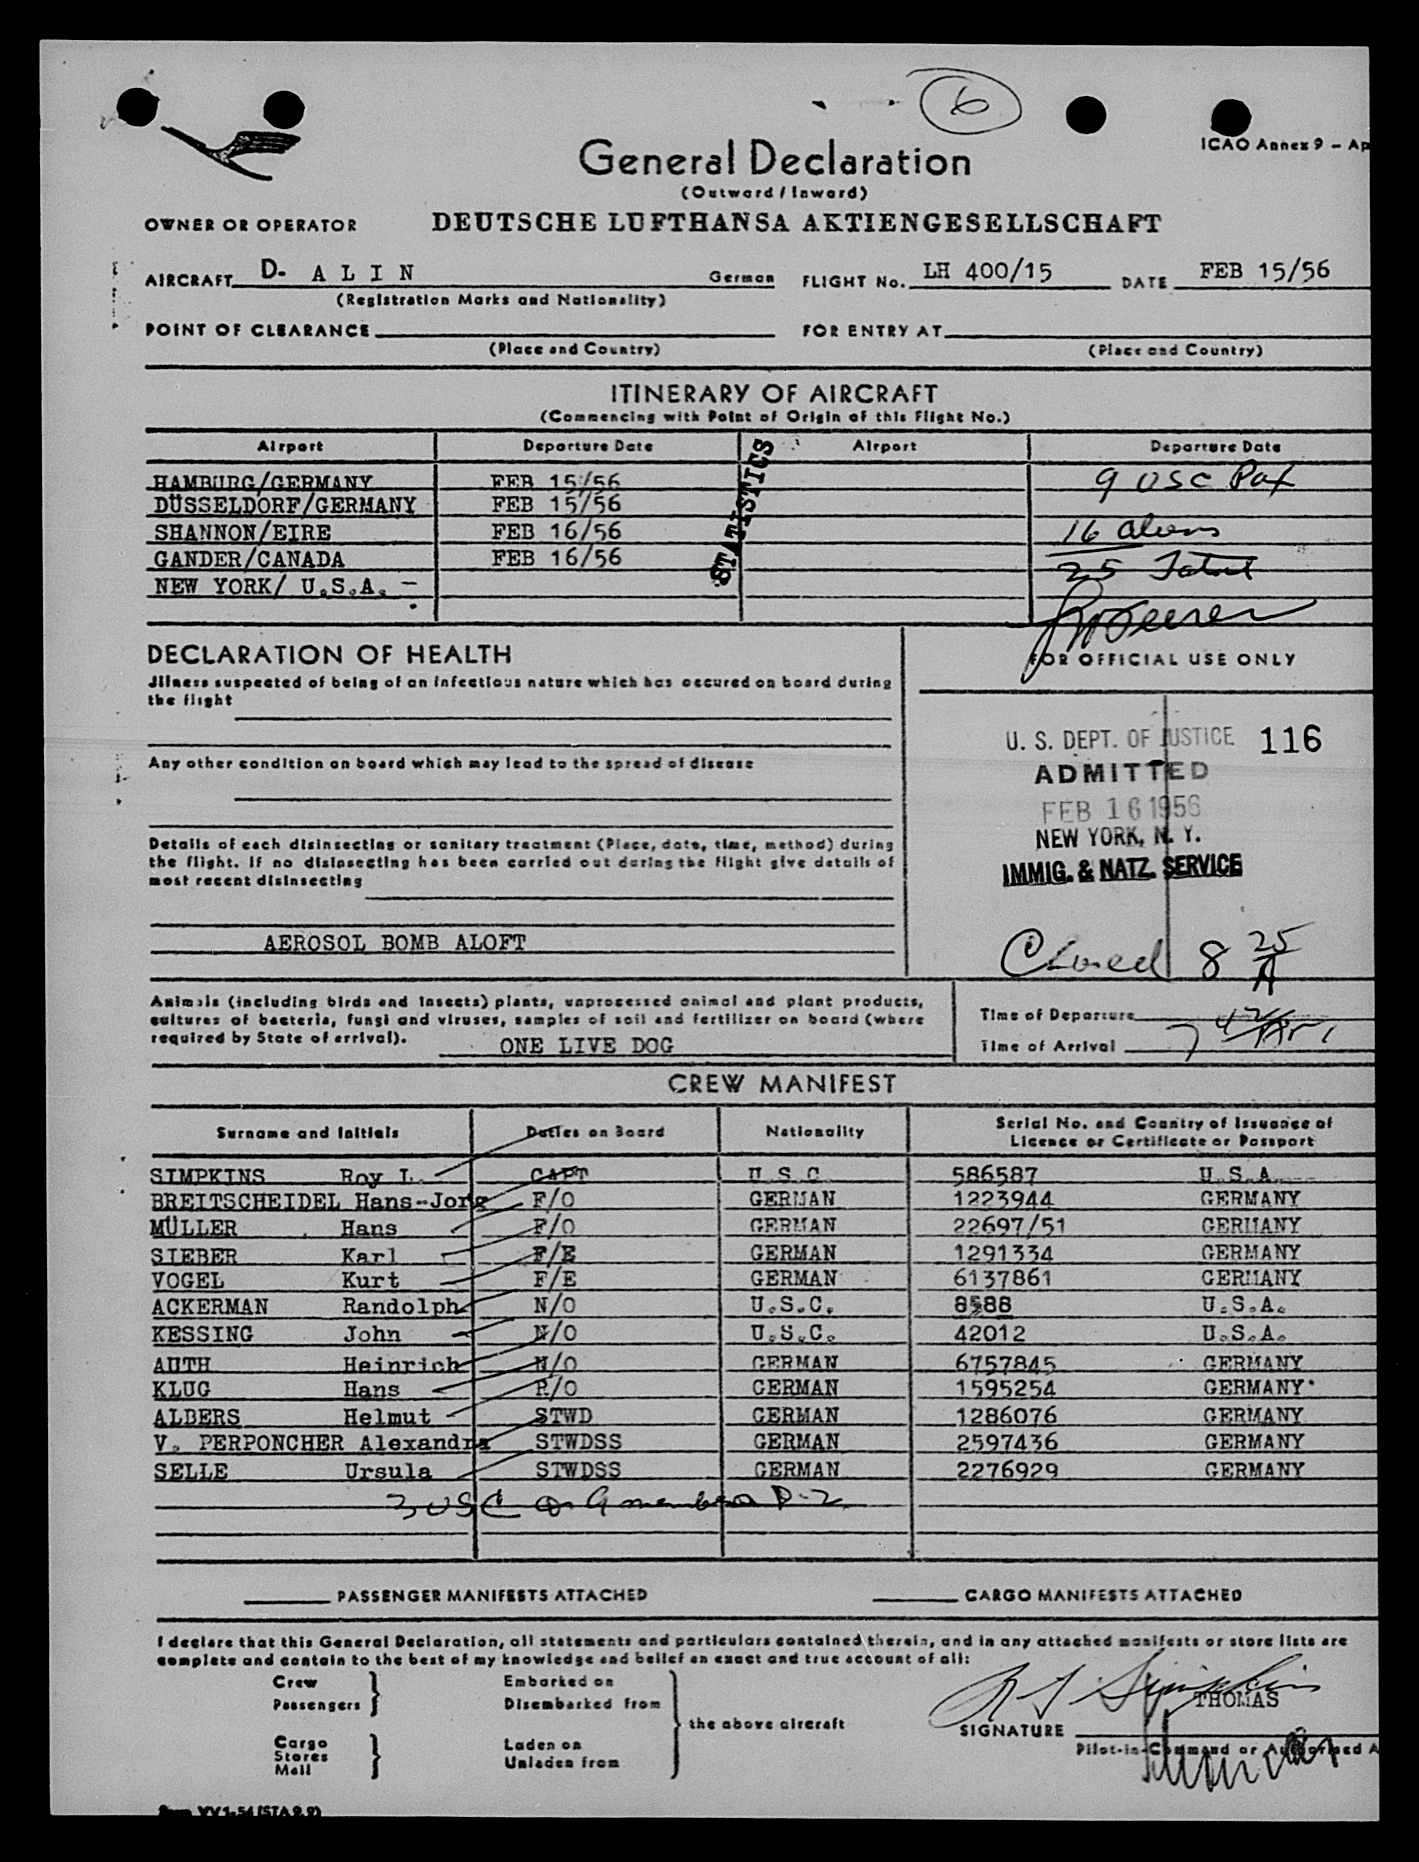 6
ICAO Annex 9 – Ap
General Declaration
(Outward / Inward)
OWNER OR OPERATOR DEUTSCHE LUFTHANSA AKTIENGESELLSCHAFT
AIRCRAFT D- A L I N German FLIGHT No. LH 400/15 DATE FEB 15/56
(Registration Marks and Nationality)
POINT OF CLEARANCE FOR ENTRY AT
(Place and Country) (Place and Country)
ITINERARY OF AIRCRAFT
(Commencing with Point of Origin of this Flight No.)
Airport Departure Date Airport Departure Date
HAMBURG/GERMANY FEB 15/56 9 USC Pax
DÜSSELDORF/GERMANY FEB 15/56
SHANNON/EIRE FEB 16/56 16 aliens
GANDER/CANADA FEB 16/56 25 Total
NEW YORK/ U.S.A. –
STATISTICS
DECLARATION OF HEALTH
FOR OFFICIAL USE ONLY
Jllness suspected of being of an infectious nature which has occured on board during
the flight
U. S. DEPT. OF JUSTICE 116
ADMITTED
Any other condition on board which may lead to the spread of disease
FEB 16 1956
NEW YORK, N. Y.
IMMIG. & NATZ. SERVICE
Details of each disinsecting or sanitary treatment (Place, date, time, method) during
the flight. If no disinsecting has been carried out during the flight give details of
most recent disinsecting
AEROSOL BOMB ALOFT
Closed 8 25 A
Animals (including birds and insects) plants, unprocessed animal and plant products,
cultures of bacteria, fungi and viruses, samples of soil and fertilizer on board (where
required by State of arrival). ONE LIVE DOG
Time of Departure
Time of Arrival 7 42
CREW MANIFEST
Surname and Initials Duties on Board Nationality Serial No. and Country of Issuance of
Licence or Certificate or Passport
SIMPKINS Roy L. CAPT U.S.C. 586587 U.S.A.
BREITSCHEIDEL Hans-Jorg F/O GERMAN 1223944 GERMANY
MÜLLER Hans F/O GERMAN 22697/51 GERMANY
SIEBER Karl F/E GERMAN 1291334 GERMANY
VOGEL Kurt F/E GERMAN 6137861 GERMANY
ACKERMAN Randolph N/O U.S.C. 8588 U.S.A.
KESSING John N/O U.S.C. 42012 U.S.A.
AUTH Heinrich N/O GERMAN 6757845 GERMANY
KLUG Hans R/O GERMAN 1595254 GERMANY
ALBERS Helmut STWD GERMAN 1286076 GERMANY
V. PERPONCHER Alexandra STWDSS GERMAN 2597436 GERMANY
SELLE Ursula STWDSS GERMAN 2276929 GERMANY
3 USC 9 members D-2
PASSENGER MANIFESTS ATTACHED CARGO MANIFESTS ATTACHED
I declare that this General Declaration, all statements and particulars contained therein, and in any attached manifests or store lists are
complete and contain to the best of my knowledge and belief an exact and true account of all:
Crew Embarked on
Passengers Disembarked from
the above aircraft
Cargo Laden on
Stores Unladen from
Mail
R L Simpkins
THOMAS
SIGNATURE
Pilot-in-Command or Authorised A
Form VV 1-54 (STA 9.9)